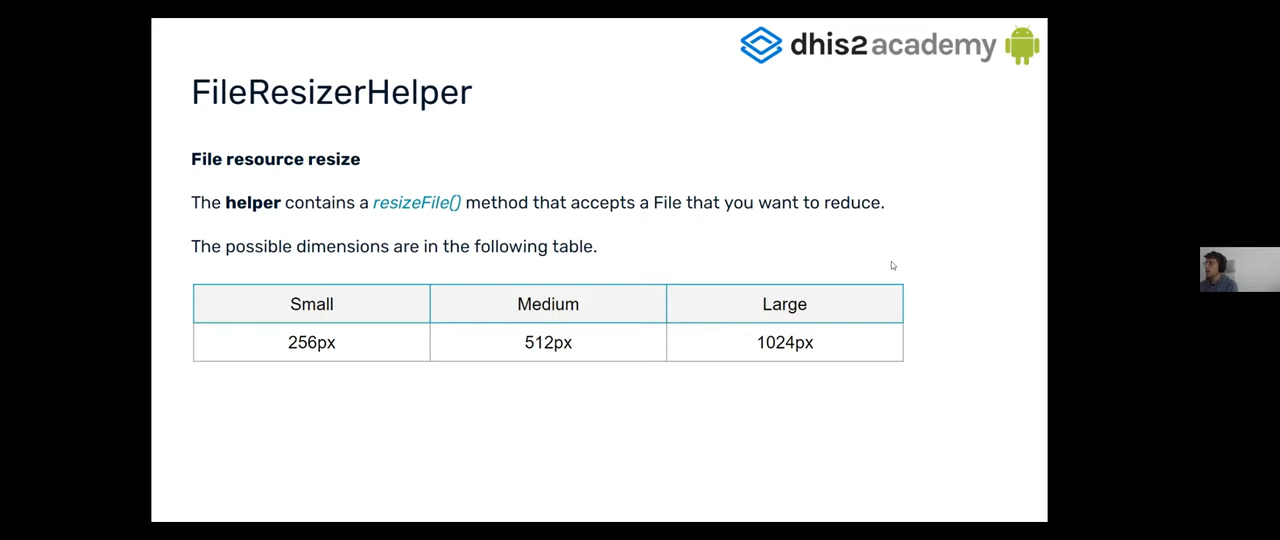 dhis2 academy
FileResizerHelper
File resource resize
The helper contains a resizeFile() method that accepts a File that you want to reduce.
The possible dimensions are in the following table.
Small Medium Large
256px 512px 1024px